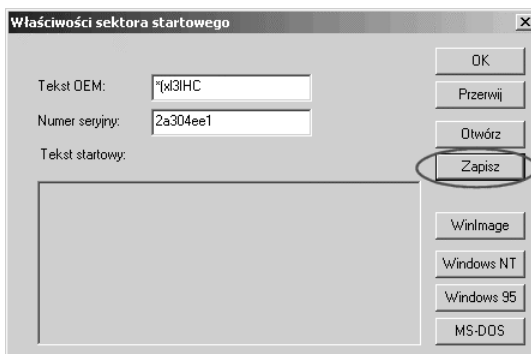 Właściwości sektora startowego
OK
Tekst OEM: *(xI3IHC
Przerwij
Numer seryjny: 2a304ee1
Otwórz
Tekst startowy:
Zapisz
WinImage
Windows NT
Windows 95
MS-DOS